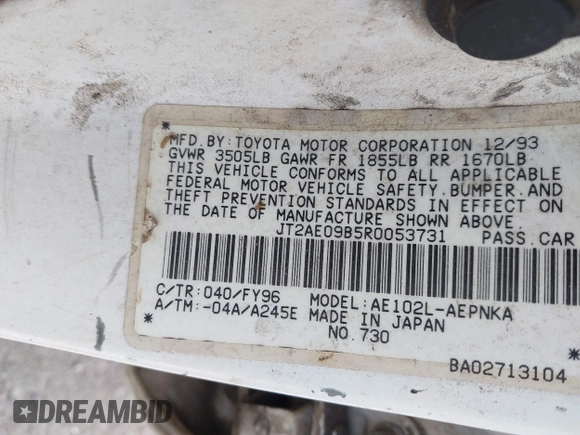 MFD.BY:TOYOTA MOTOR CORPORATION 12/93
GVWR 3505LB GAWR FR 1855LB RR 1670LB
THIS VEHICLE CONFORMS TO ALL APPLICABLE
FEDERAL MOTOR VEHICLE SAFETY.BUMPER.AND
THEFT PREVENTION STANDARDS IN EFFECT ON
THE DATE OF MANUFACTURE SHOWN ABOVE.
JT2AE09B5R0053731 PASS.CAR
C/TR:040/FY96 MODEL:AE102L-AEPNKA
A/TM:-04A/A245E MADE IN JAPAN
NO.730
BA02713104
DREAMBID